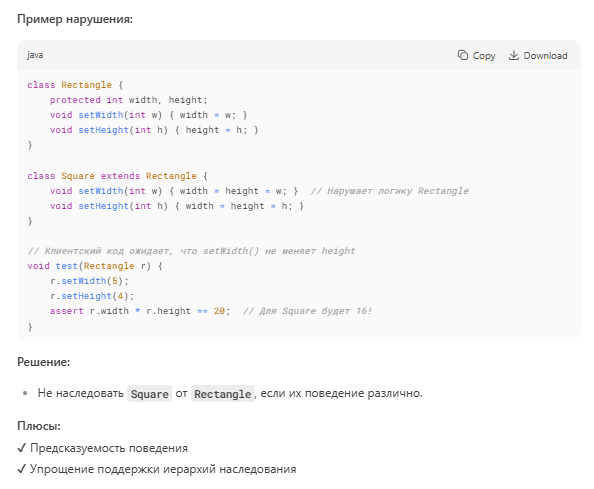 Пример нарушения:
java Copy Download
class Rectangle {
    protected int width, height;
    void setWidth(int w) { width = w; }
    void setHeight(int h) { height = h; }
}

class Square extends Rectangle {
    void setWidth(int w) { width = height = w; }  // Нарушает логику Rectangle
    void setHeight(int h) { width = height = h; }
}

// Клиентский код ожидает, что setWidth() не меняет height
void test(Rectangle r) {
    r.setWidth(5);
    r.setHeight(4);
    assert r.width * r.height == 20;  // Для Square будет 16!
}
Решение:
• Не наследовать Square от Rectangle, если их поведение различно.
Плюсы:
✔ Предсказуемость поведения
✔ Упрощение поддержки иерархий наследования